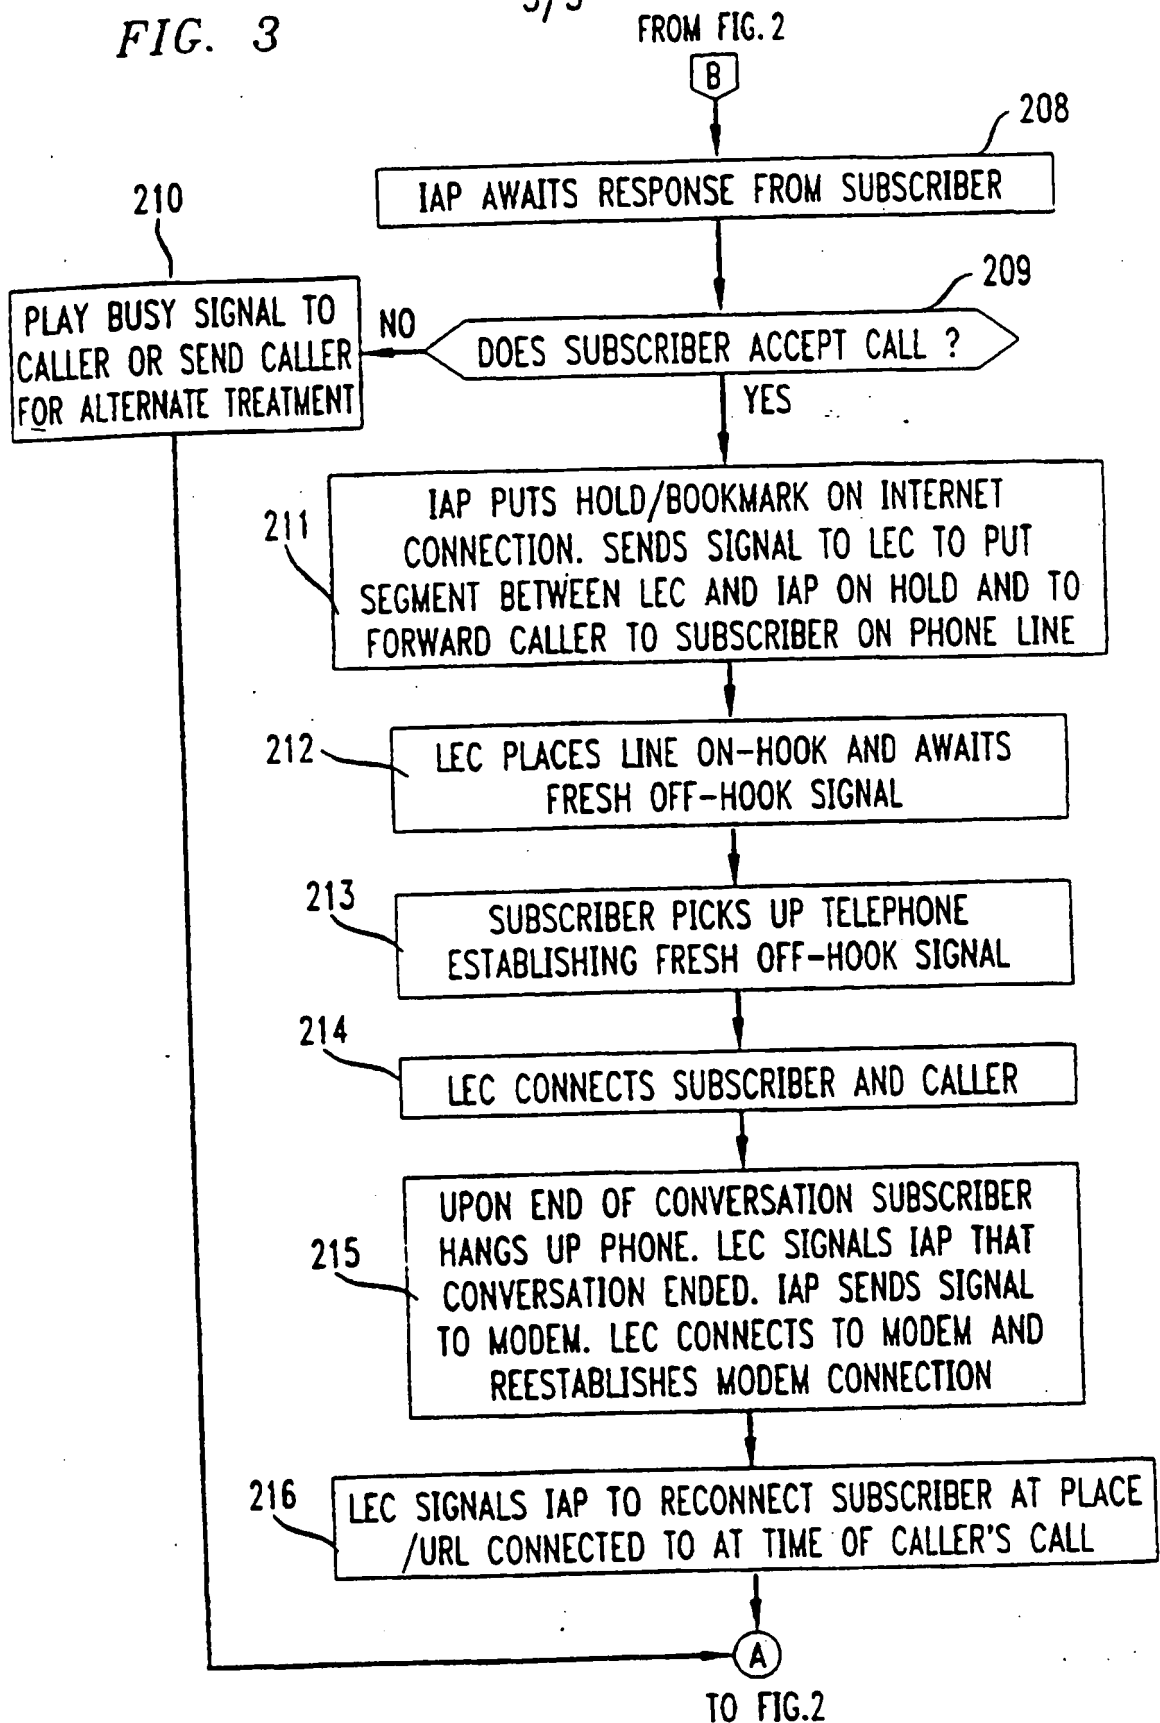 FIG. 3
3/3
FROM FIG. 2
B
208
IAP AWAITS RESPONSE FROM SUBSCRIBER
209
DOES SUBSCRIBER ACCEPT CALL ?
NO
210
PLAY BUSY SIGNAL TO
CALLER OR SEND CALLER
FOR ALTERNATE TREATMENT
YES
211
IAP PUTS HOLD/BOOKMARK ON INTERNET
CONNECTION. SENDS SIGNAL TO LEC TO PUT
SEGMENT BETWEEN LEC AND IAP ON HOLD AND TO
FORWARD CALLER TO SUBSCRIBER ON PHONE LINE
212
LEC PLACES LINE ON-HOOK AND AWAITS
FRESH OFF-HOOK SIGNAL
213
SUBSCRIBER PICKS UP TELEPHONE
ESTABLISHING FRESH OFF-HOOK SIGNAL
214
LEC CONNECTS SUBSCRIBER AND CALLER
215
UPON END OF CONVERSATION SUBSCRIBER
HANGS UP PHONE. LEC SIGNALS IAP THAT
CONVERSATION ENDED. IAP SENDS SIGNAL
TO MODEM. LEC CONNECTS TO MODEM AND
REESTABLISHES MODEM CONNECTION
216
LEC SIGNALS IAP TO RECONNECT SUBSCRIBER AT PLACE
/URL CONNECTED TO AT TIME OF CALLER'S CALL
A
TO FIG.2